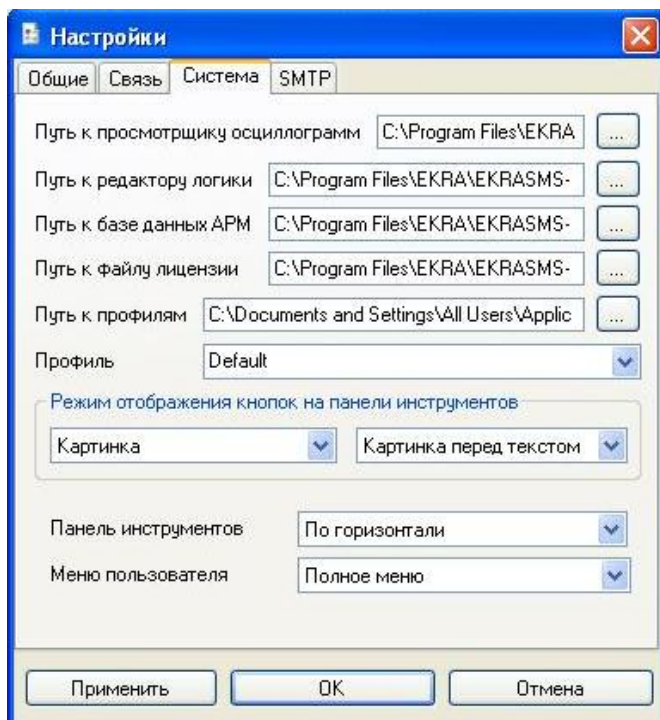 Настройки
Общие Связь Система SMTP
Путь к просмотрщику осциллограмм C:\Program Files\EKRA ...
Путь к редактору логики C:\Program Files\EKRA\EKRASMS- ...
Путь к базе данных АРМ C:\Program Files\EKRA\EKRASMS- ...
Путь к файлу лицензии C:\Program Files\EKRA\EKRASMS- ...
Путь к профилям C:\Documents and Settings\All Users\Applic ...
Профиль Default
Режим отображения кнопок на панели инструментов
Картинка Картинка перед текстом
Панель инструментов По горизонтали
Меню пользователя Полное меню
Применить OK Отмена